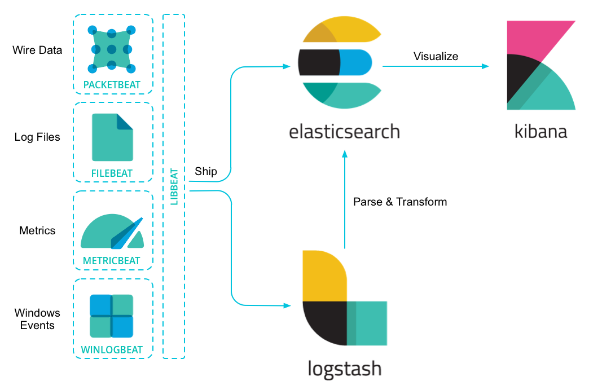 Wire Data
PACKETBEAT
Log Files
FILEBEAT
Metrics
METRICBEAT
Windows
Events
WINLOGBEAT
LIBBEAT
Ship
elasticsearch
Visualize
kibana
Parse & Transform
logstash